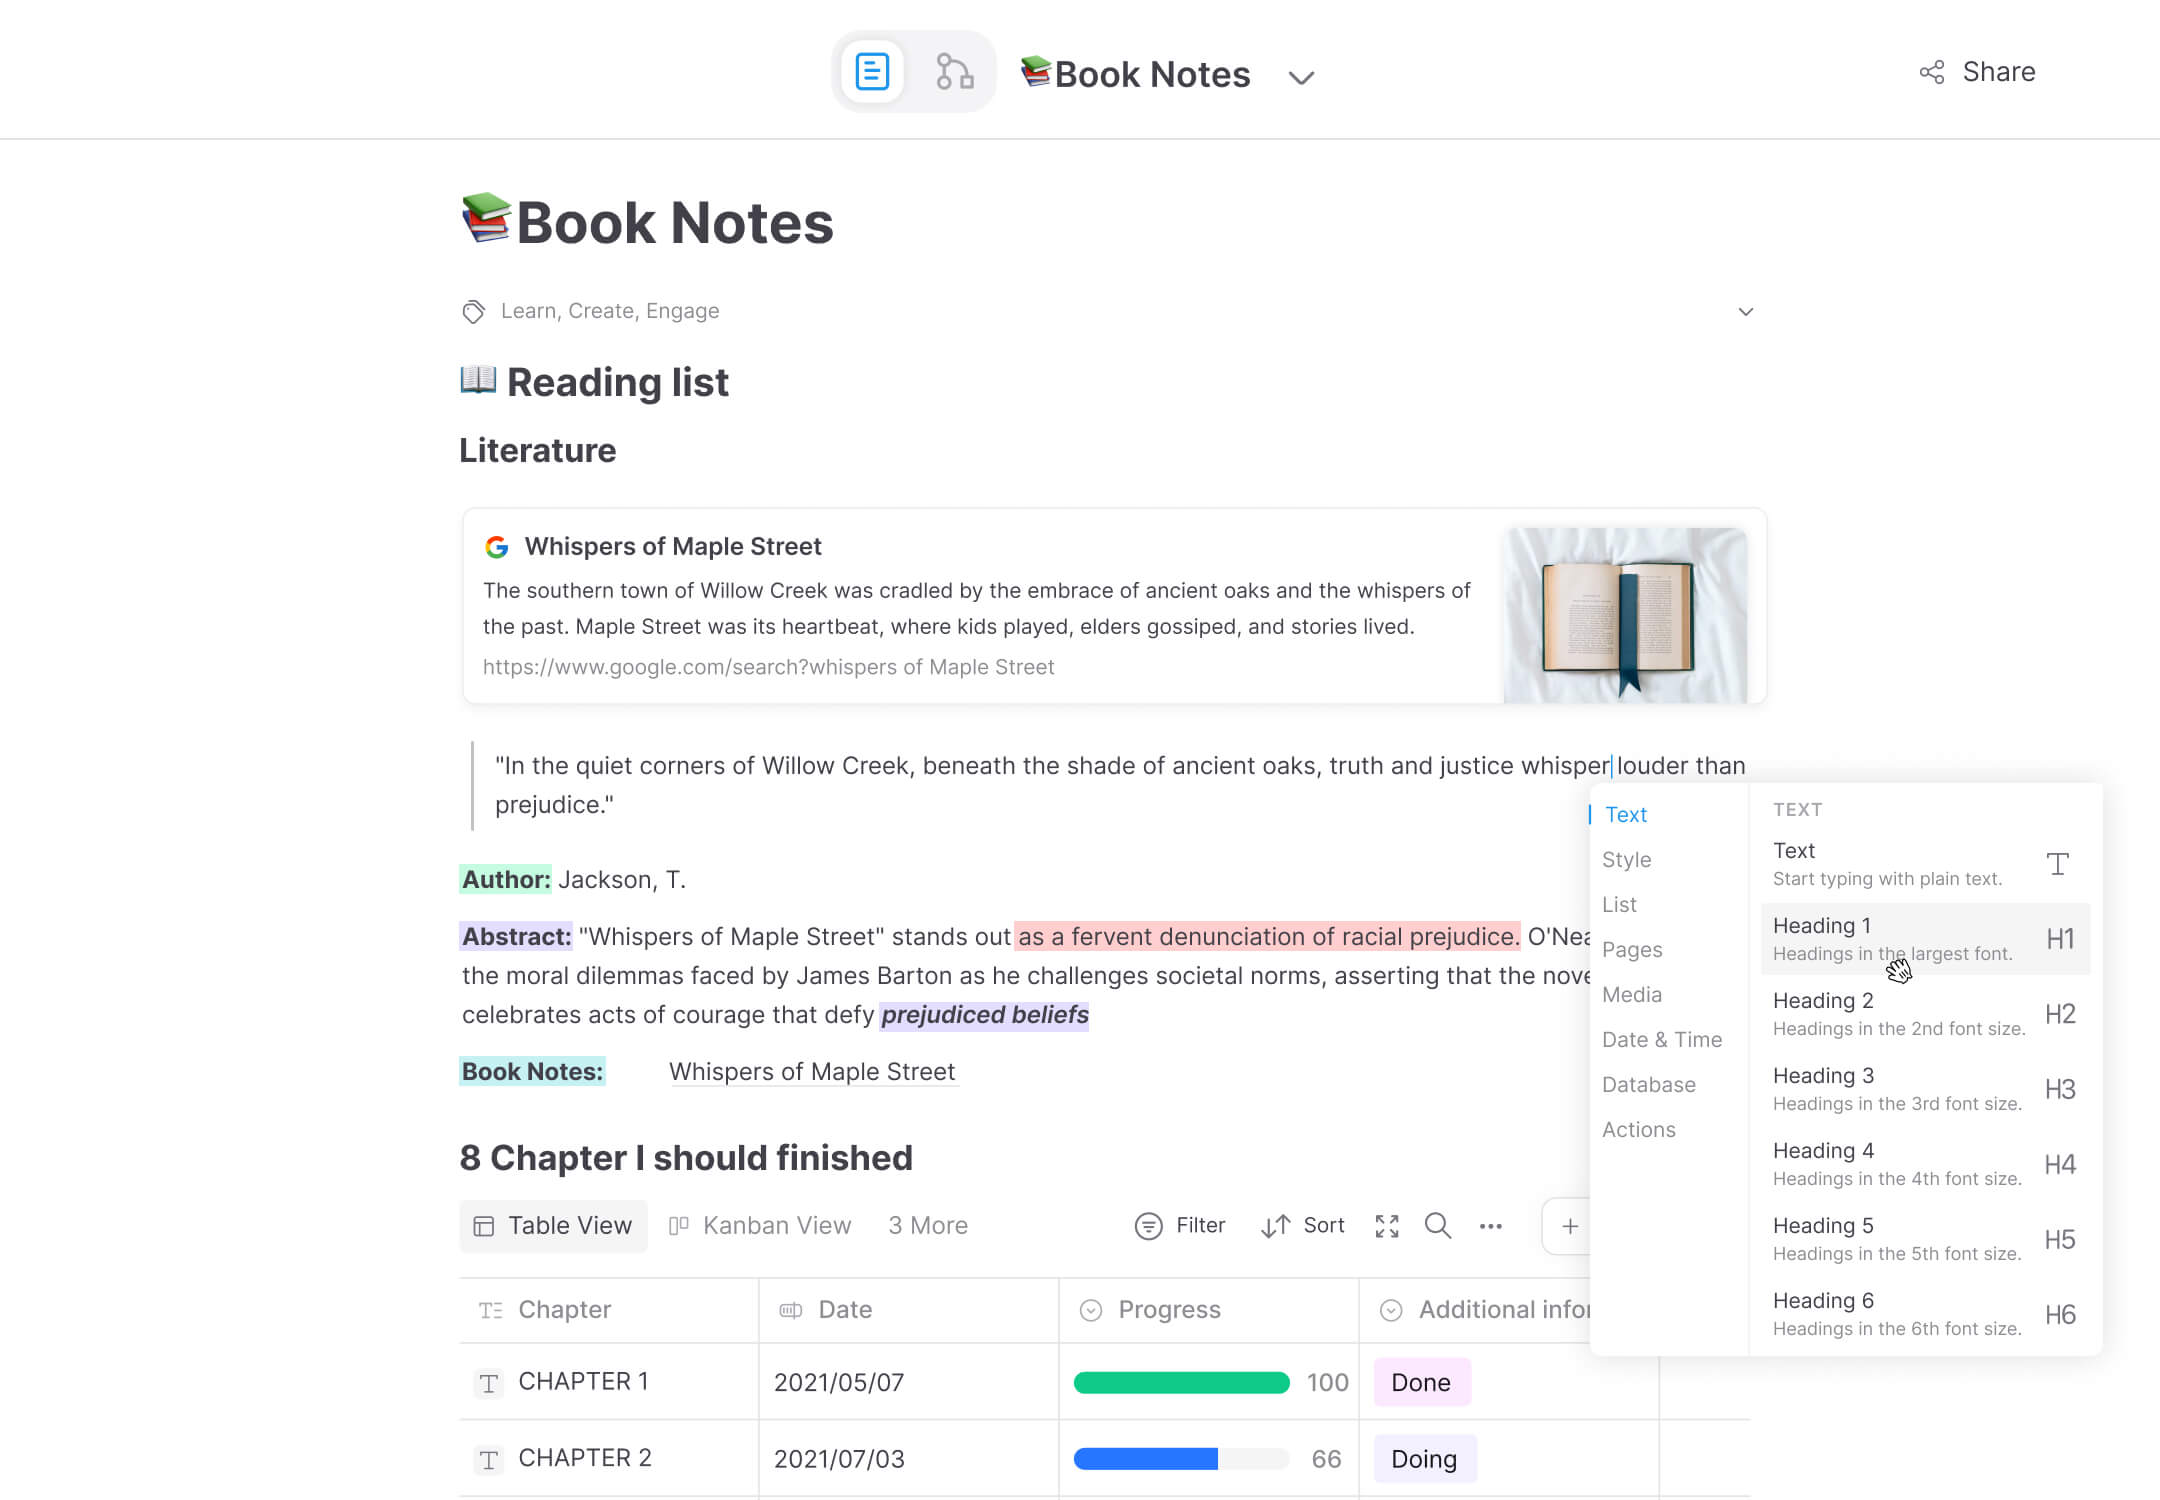 Book Notes
Share
Book Notes
Learn, Create, Engage
Reading list
Literature
Whispers of Maple Street
The southern town of Willow Creek was cradled by the embrace of ancient oaks and the whispers of
the past. Maple Street was its heartbeat, where kids played, elders gossiped, and stories lived.
https://www.google.com/search?whispers of Maple Street
"In the quiet corners of Willow Creek, beneath the shade of ancient oaks, truth and justice whisper louder than
prejudice."
Author: Jackson, T.
Abstract: "Whispers of Maple Street" stands out as a fervent denunciation of racial prejudice. O'Nea
the moral dilemmas faced by James Barton as he challenges societal norms, asserting that the nove
celebrates acts of courage that defy prejudiced beliefs
Book Notes: Whispers of Maple Street
8 Chapter I should finished
Table View Kanban View 3 More Filter Sort
Chapter Date Progress Additional infor
CHAPTER 1 2021/05/07 100 Done
CHAPTER 2 2021/07/03 66 Doing
Text
Style
List
Pages
Media
Date & Time
Database
Actions
TEXT
Text
Start typing with plain text.
T
Heading 1
Headings in the largest font.
H1
Heading 2
Headings in the 2nd font size.
H2
Heading 3
Headings in the 3rd font size.
H3
Heading 4
Headings in the 4th font size.
H4
Heading 5
Headings in the 5th font size.
H5
Heading 6
Headings in the 6th font size.
H6